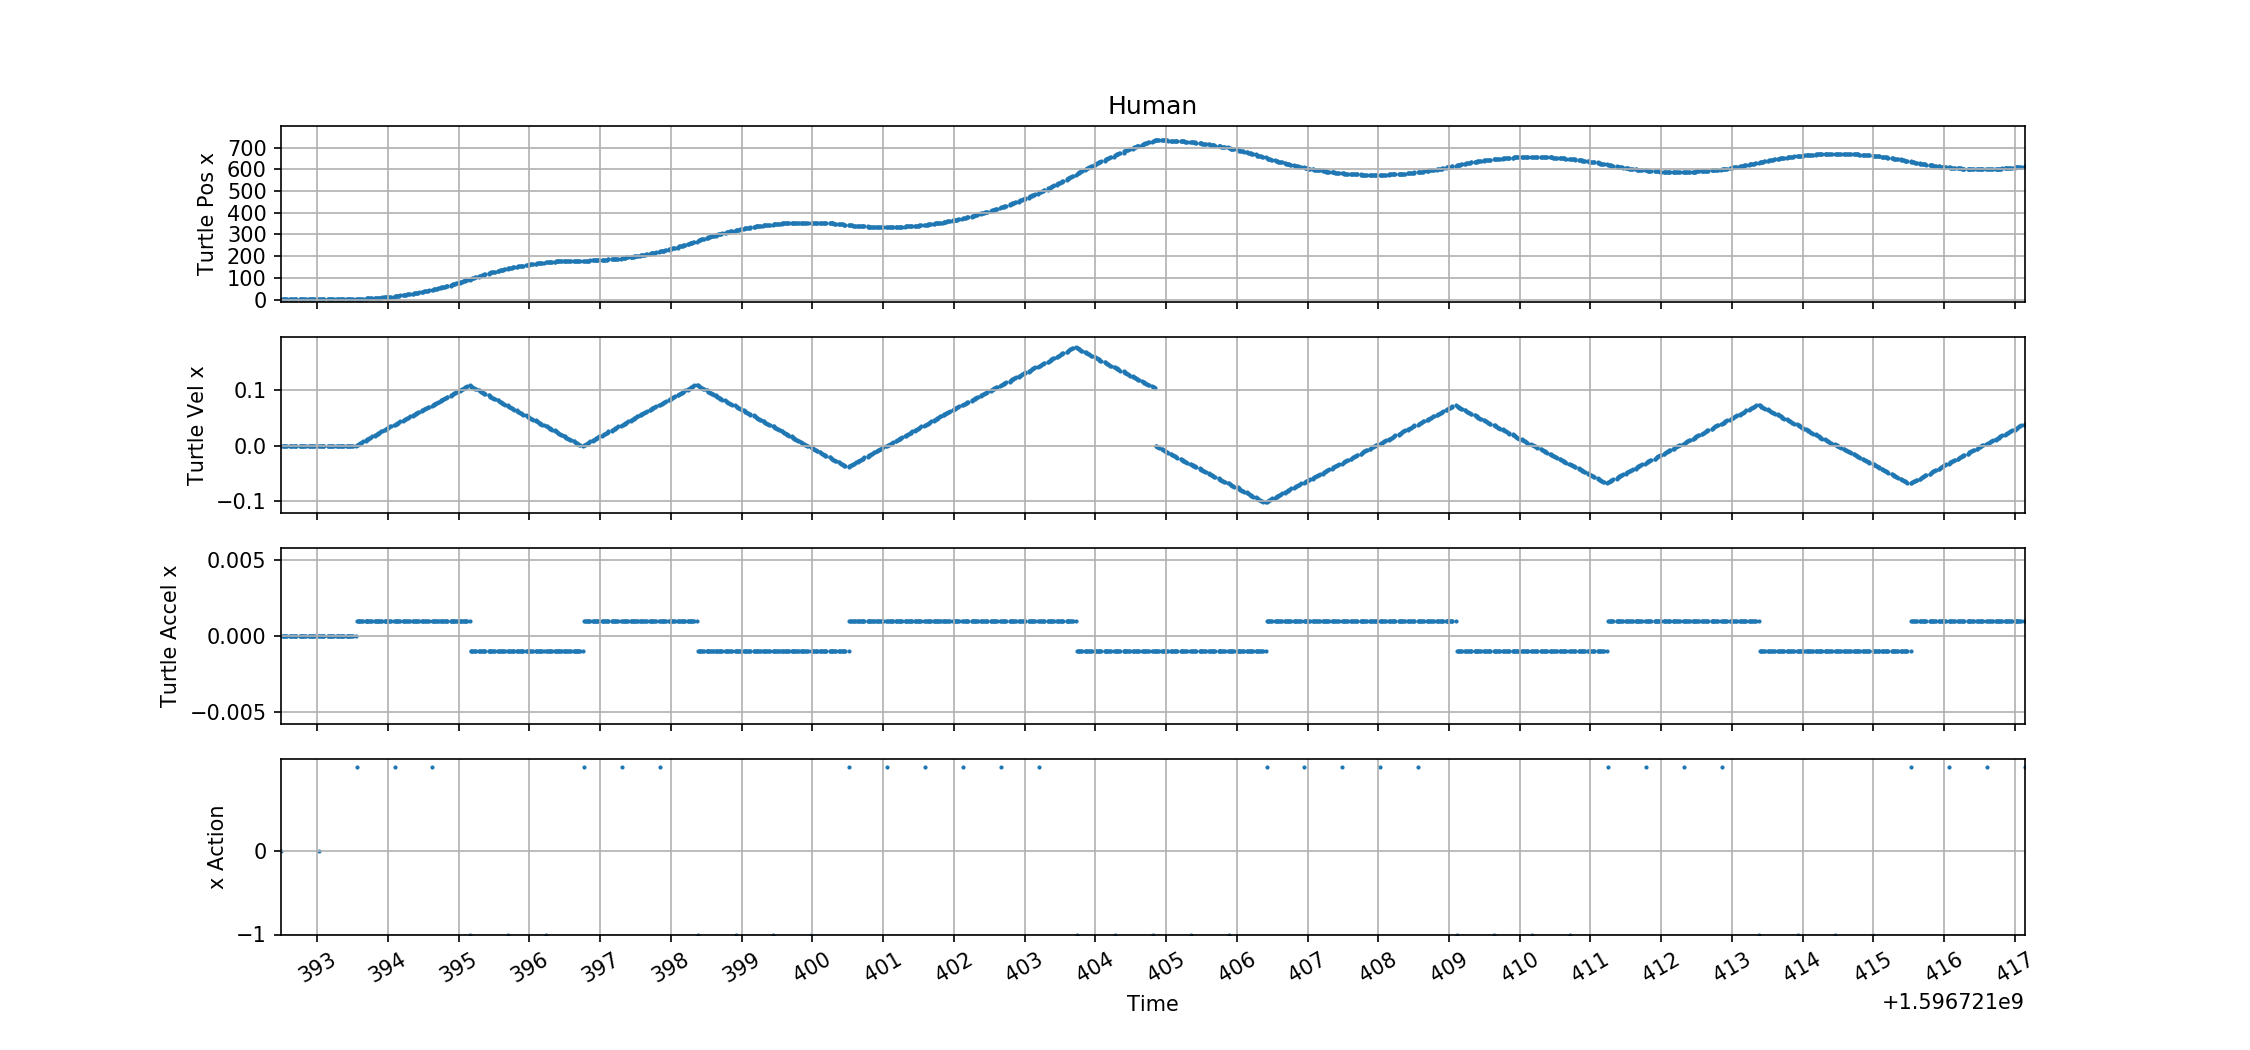 Human
Turtle Pos x
700
600
500
400
300
200
100
0
Turtle Vel x
0.1
0.0
−0.1
Turtle Accel x
0.005
0.000
−0.005
x Action
0
−1
393 394 395 396 397 398 399 400 401 402 403 404 405 406 407 408 409 410 411 412 413 414 415 416 417
Time
+1.596721e9